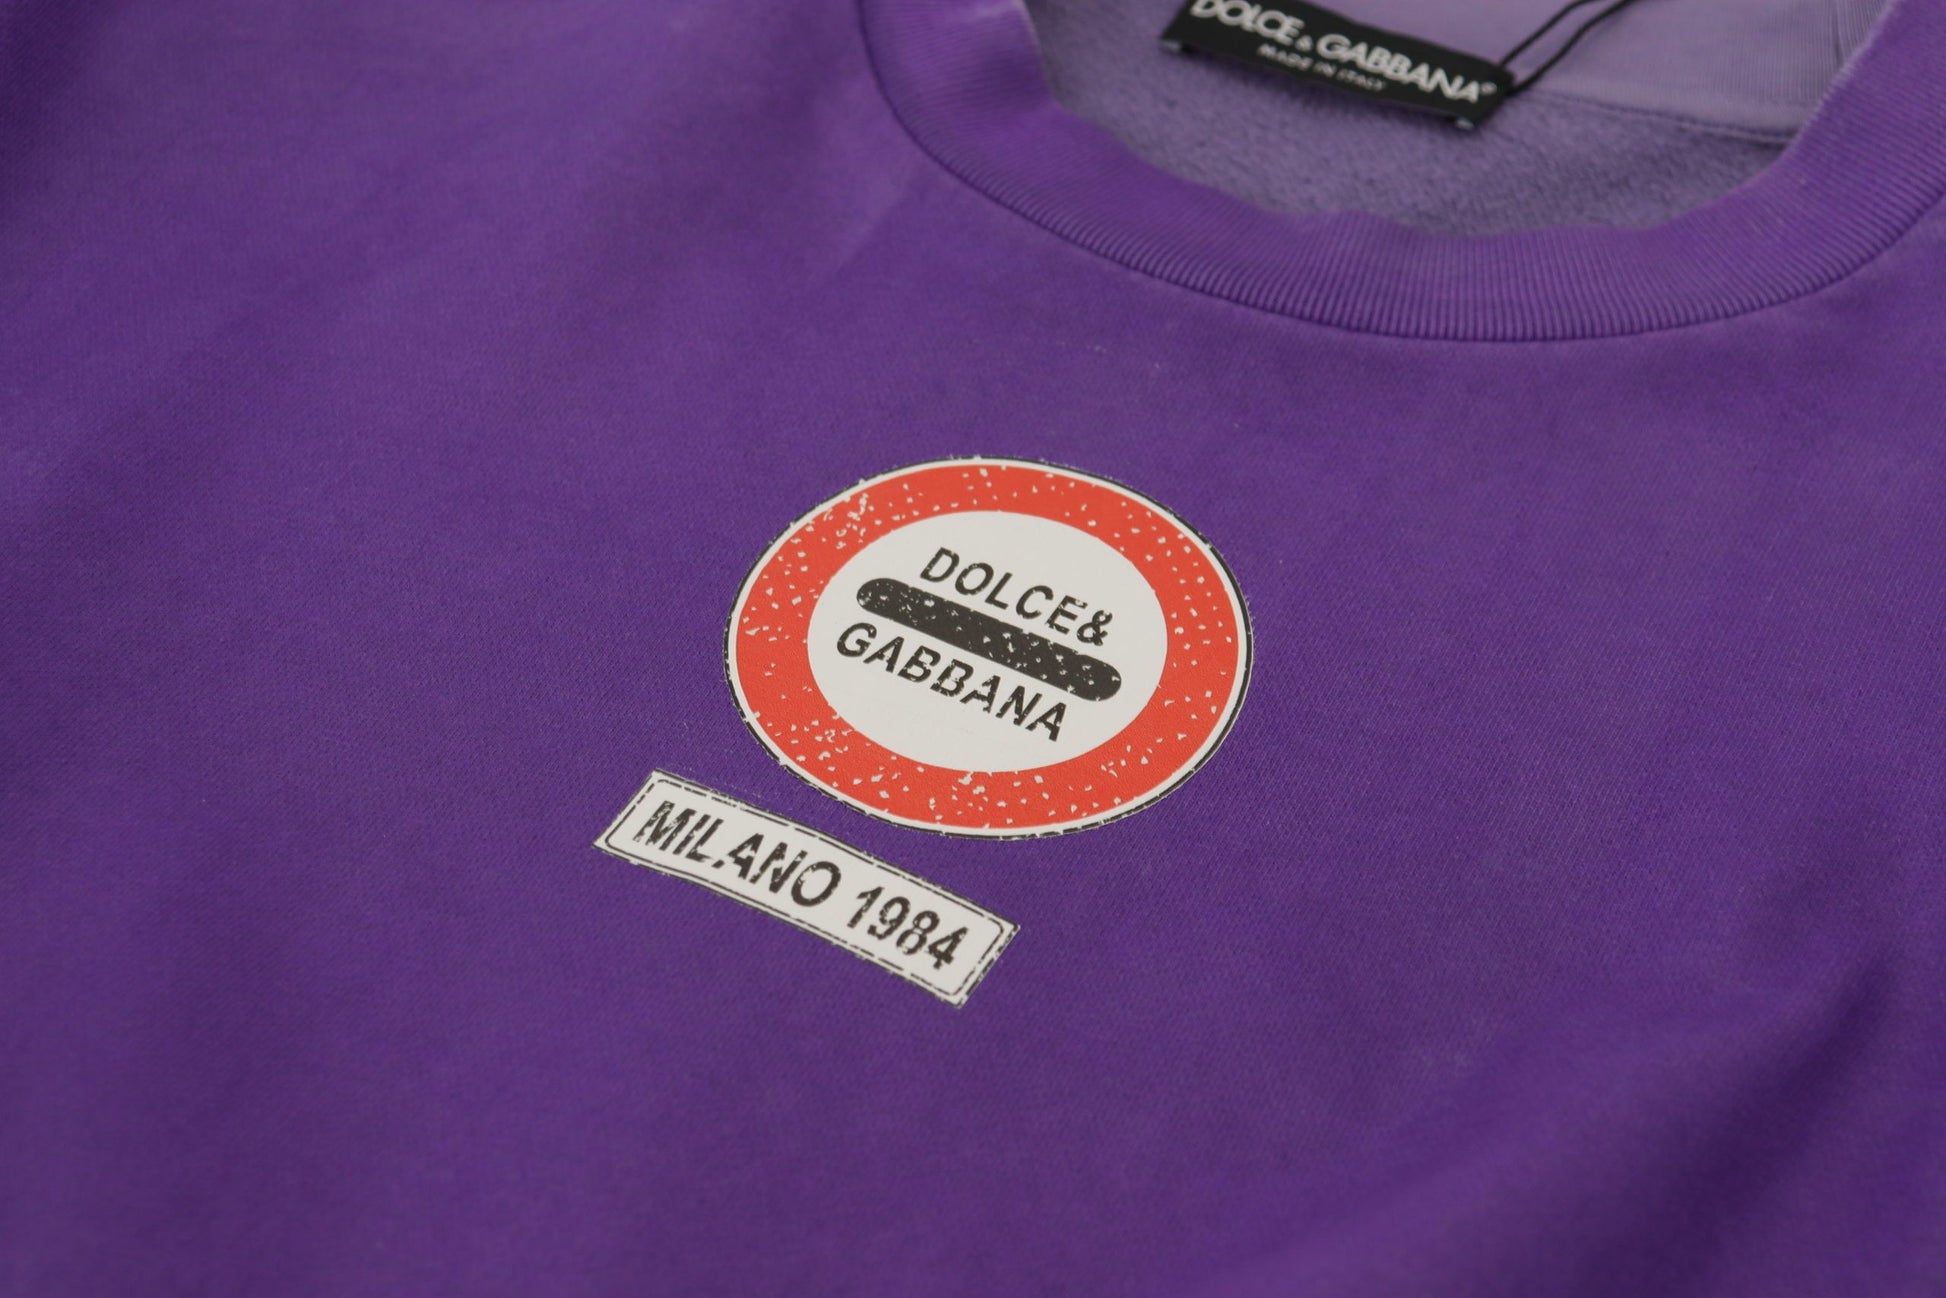 DOLCE & GABBANA®
MADE IN ITALY
DOLCE&
GABBANA
MILANO 1984